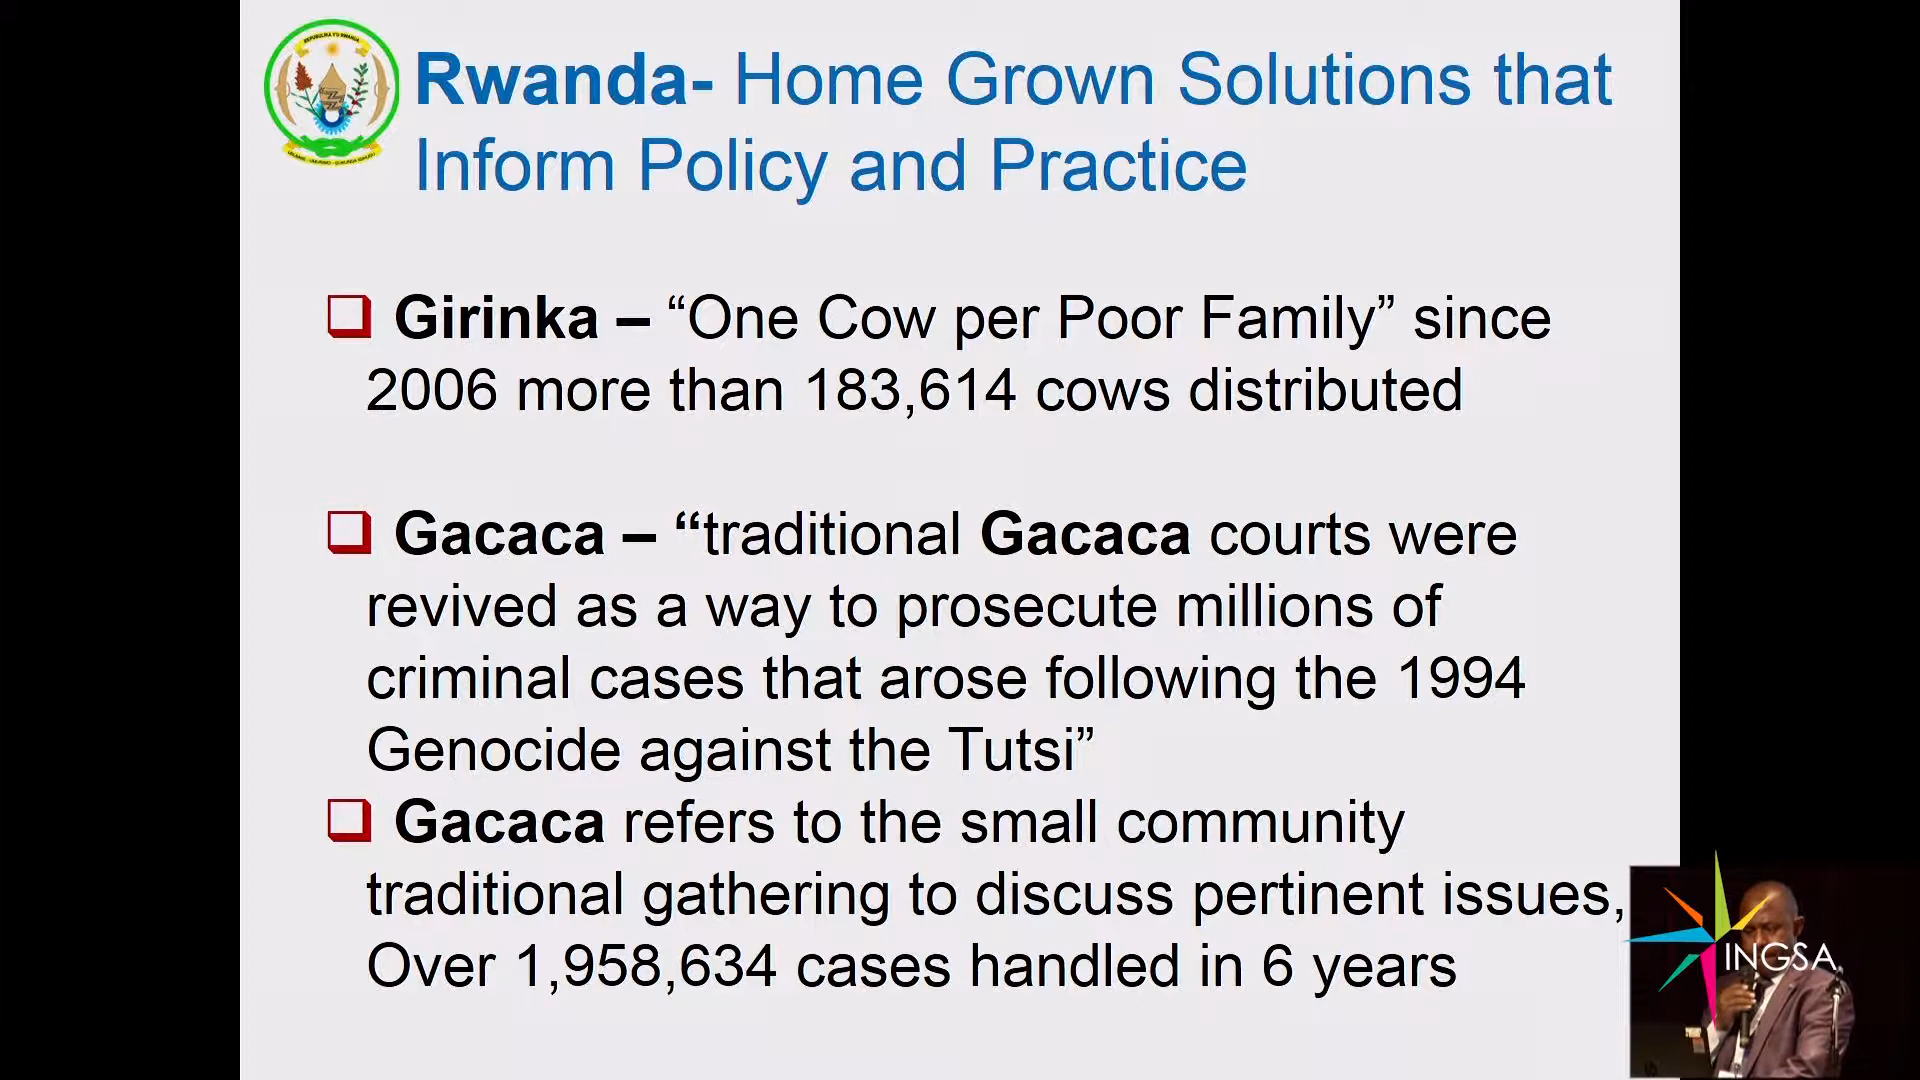 REPUBULIKA Y'U RWANDA
Rwanda- Home Grown Solutions that
Inform Policy and Practice
Girinka – “One Cow per Poor Family” since
2006 more than 183,614 cows distributed
Gacaca – “traditional Gacaca courts were
revived as a way to prosecute millions of
criminal cases that arose following the 1994
Genocide against the Tutsi”
Gacaca refers to the small community
traditional gathering to discuss pertinent issues,
Over 1,958,634 cases handled in 6 years
INGSA